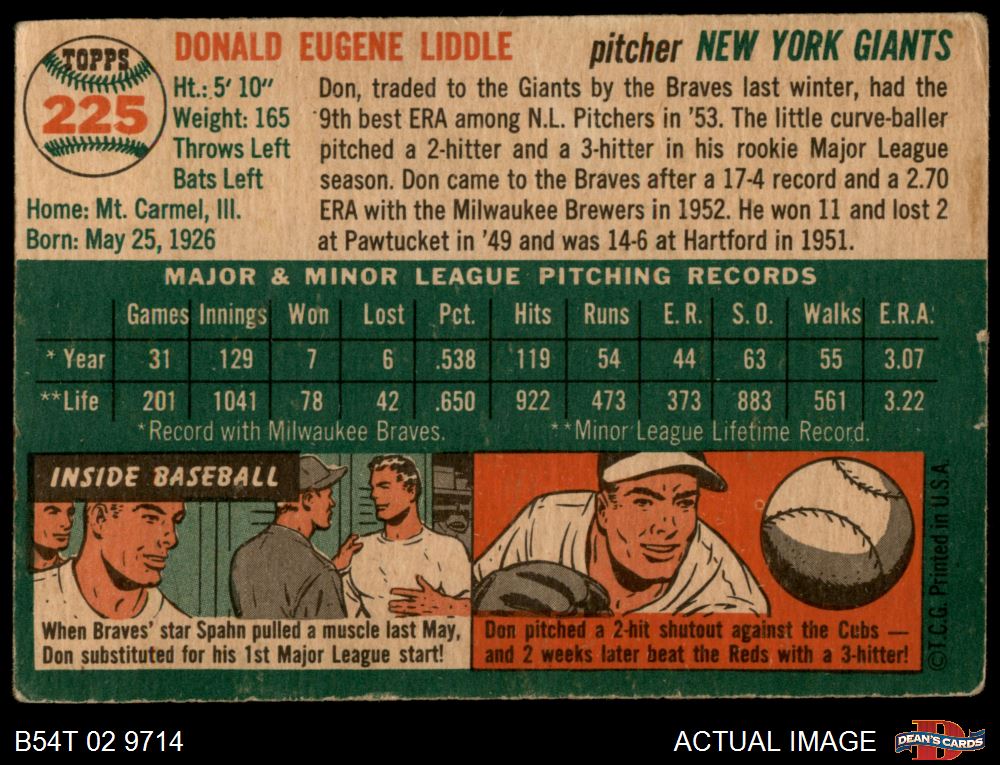 TOPPS
225
DONALD EUGENE LIDDLE
pitcher NEW YORK GIANTS
Ht.: 5' 10"
Weight: 165
Throws Left
Bats Left
Home: Mt. Carmel, Ill.
Born: May 25, 1926
Don, traded to the Giants by the Braves last winter, had the
9th best ERA among N.L. Pitchers in '53. The little curve-baller
pitched a 2-hitter and a 3-hitter in his rookie Major League
season. Don came to the Braves after a 17-4 record and a 2.70
ERA with the Milwaukee Brewers in 1952. He won 11 and lost 2
at Pawtucket in '49 and was 14-6 at Hartford in 1951.
MAJOR & MINOR LEAGUE PITCHING RECORDS
Games Innings Won Lost Pct. Hits Runs E.R. S.O. Walks E.R.A.
* Year 31 129 7 6 .538 119 54 44 63 55 3.07
**Life 201 1041 78 42 .650 922 473 373 883 561 3.22
*Record with Milwaukee Braves. **Minor League Lifetime Record.
INSIDE BASEBALL
When Braves' star Spahn pulled a muscle last May,
Don substituted for his 1st Major League start!
Don pitched a 2-hit shutout against the Cubs —
and 2 weeks later beat the Reds with a 3-hitter!
©T.C.G. Printed in U.S.A.
B54T 02 9714
ACTUAL IMAGE
DEAN'S CARDS